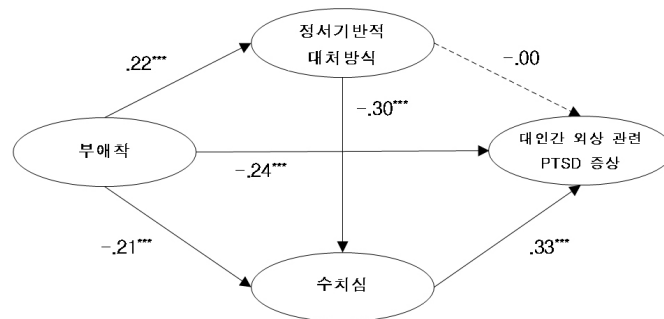 정서기반적
대처방식
.22***
-.00
-.30***
부애착
대인간 외상 관련
PTSD 증상
-.24***
-.21***
.33***
수치심